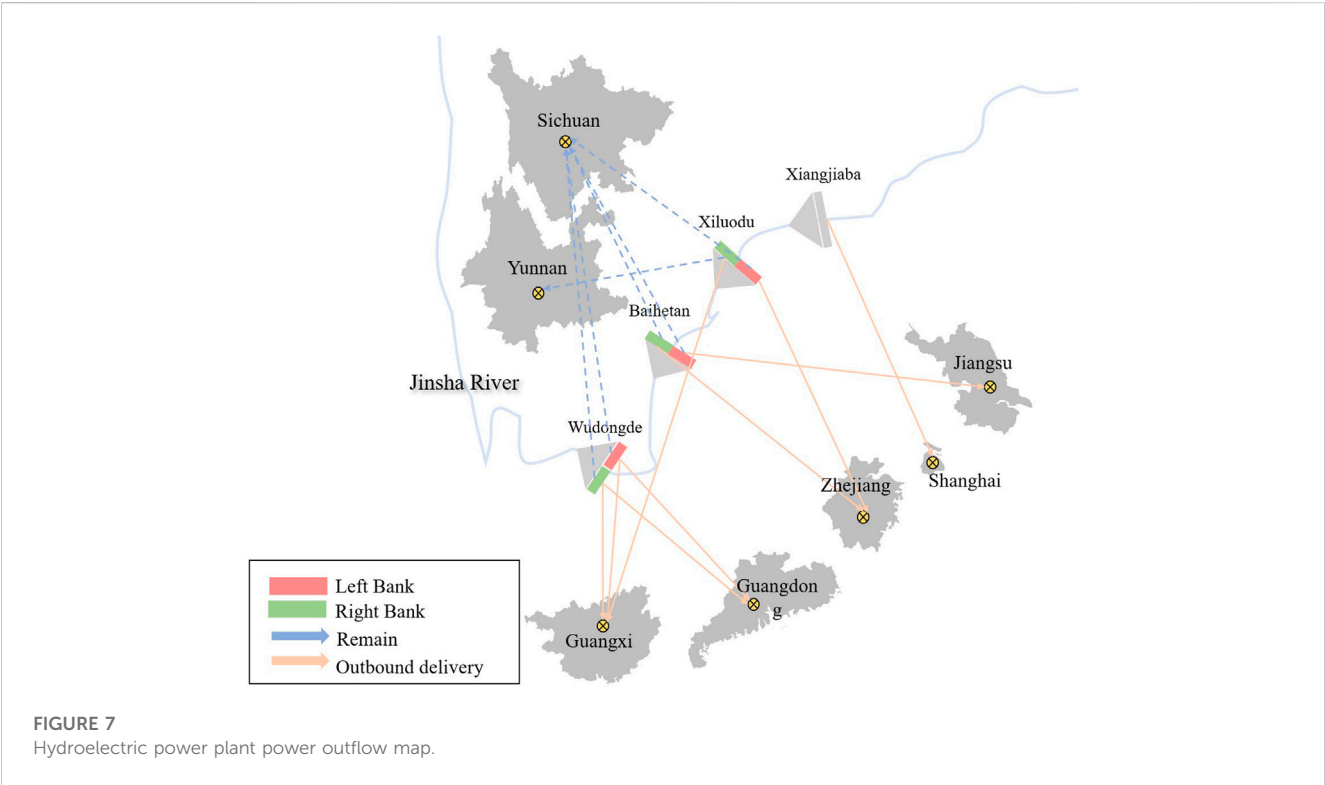 Sichuan
Xiangjiaba
Xiluodu
Yunnan
Baihetan
Jiangsu
Jinsha River
Wudongde
Shanghai
Zhejiang
Guangdon
g
Guangxi
Left Bank
Right Bank
Remain
Outbound delivery
FIGURE 7
Hydroelectric power plant power outflow map.